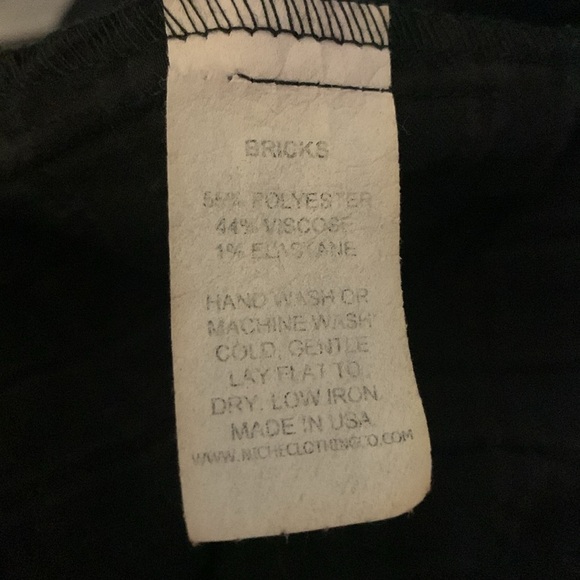 BRICKS
55% POLYESTER
44% VISCOSE
1% ELASTANE
HAND WASH OR
MACHINE WASH
COLD, GENTLE
LAY FLAT TO
DRY. LOW IRON
MADE IN USA
WWW.NICHECLOTHINGCO.COM